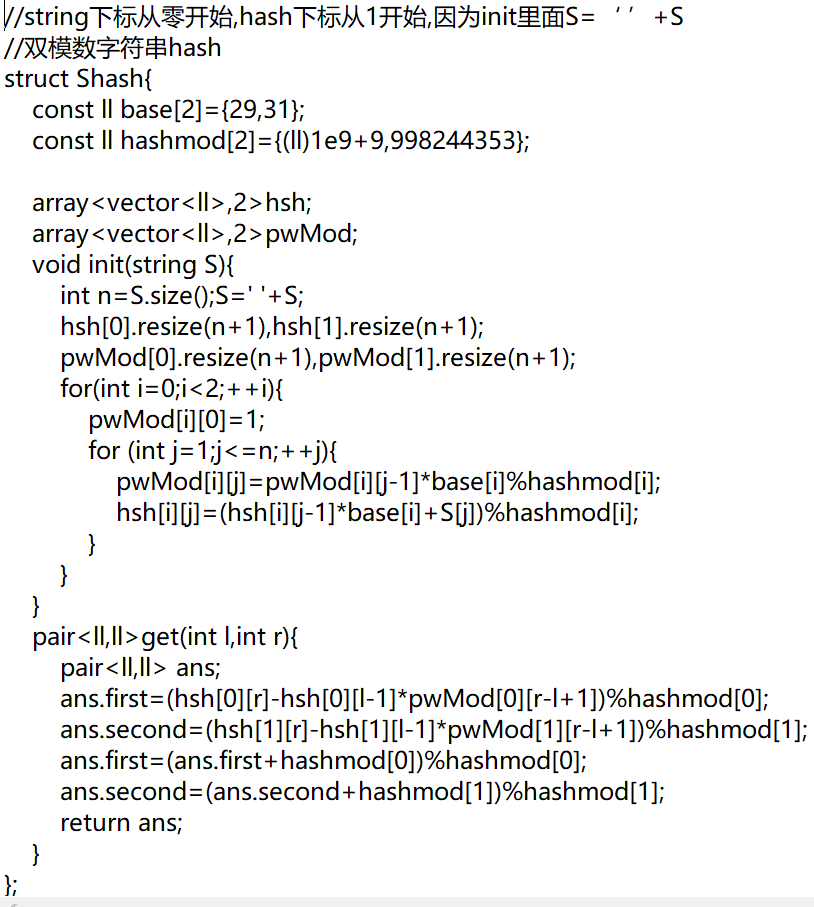 //string下标从零开始,hash下标从1开始,因为init里面S=‘ ’+S
//双模数字符串hash
struct Shash{
    const ll base[2]={29,31};
    const ll hashmod[2]={(ll)1e9+9,998244353};

    array<vector<ll>,2>hsh;
    array<vector<ll>,2>pwMod;
    void init(string S){
        int n=S.size();S=' '+S;
        hsh[0].resize(n+1),hsh[1].resize(n+1);
        pwMod[0].resize(n+1),pwMod[1].resize(n+1);
        for(int i=0;i<2;++i){
            pwMod[i][0]=1;
            for (int j=1;j<=n;++j){
                pwMod[i][j]=pwMod[i][j-1]*base[i]%hashmod[i];
                hsh[i][j]=(hsh[i][j-1]*base[i]+S[j])%hashmod[i];
            }
        }
    }
    pair<ll,ll>get(int l,int r){
        pair<ll,ll> ans;
        ans.first=(hsh[0][r]-hsh[0][l-1]*pwMod[0][r-l+1])%hashmod[0];
        ans.second=(hsh[1][r]-hsh[1][l-1]*pwMod[1][r-l+1])%hashmod[1];
        ans.first=(ans.first+hashmod[0])%hashmod[0];
        ans.second=(ans.second+hashmod[1])%hashmod[1];
        return ans;
    }
};